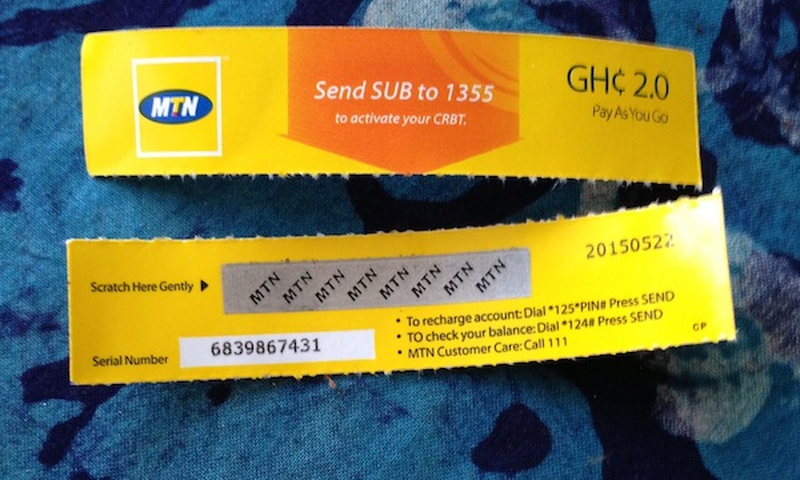 MTN
Send SUB to 1355
to activate your CRBT.
GH¢ 2.0
Pay As You Go
Scratch Here Gently
MTN MTN MTN MTN MTN MTN MTN MTN
20150522
• To recharge account: Dial *125*PIN# Press SEND
• TO check your balance: Dial *124# Press SEND
• MTN Customer Care: Call 111
CP
Serial Number
6839867431